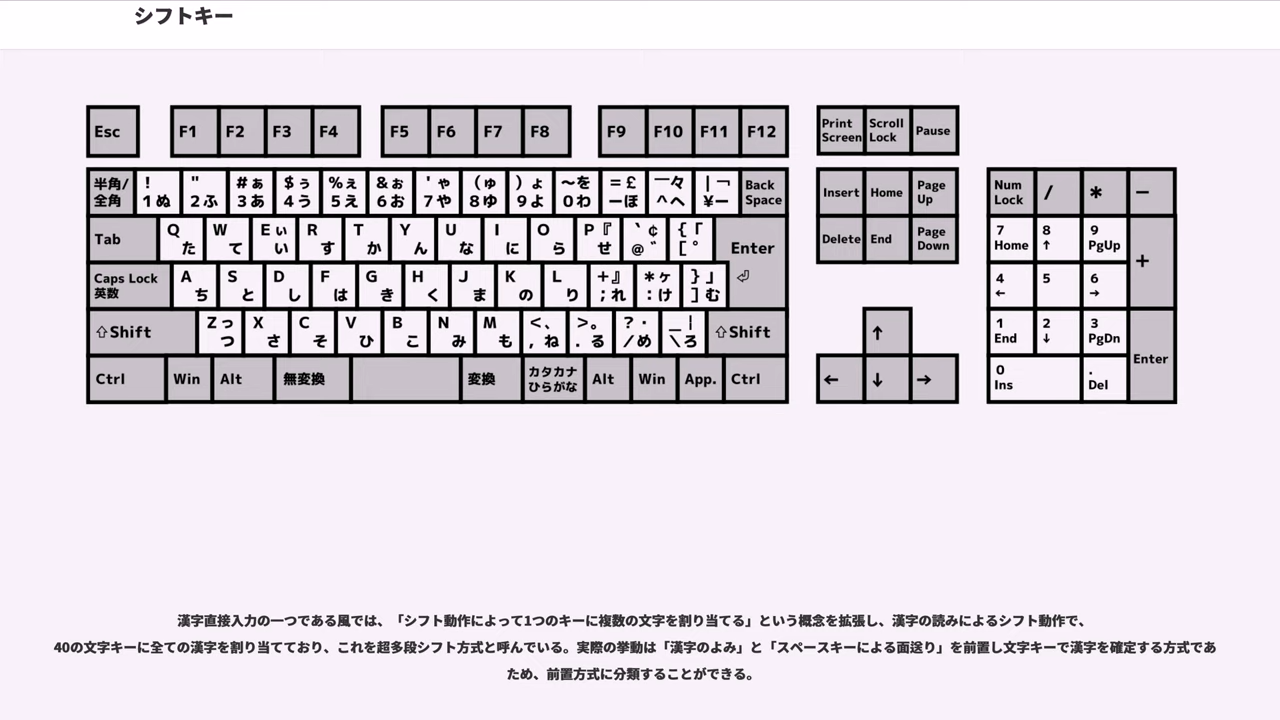 シフトキー
Esc F1 F2 F3 F4 F5 F6 F7 F8 F9 F10 F11 F12 Print Screen Scroll Lock Pause
半角/ ! " # ぁ $ ぅ % ぇ & ぉ ' ゃ ( ゅ ) ょ 〜 を = £ ￣ 々 | ¬ Back
全角 1 ぬ 2 ふ 3 あ 4 う 5 え 6 お 7 や 8 ゆ 9 よ 0 わ ー ほ ^ へ ¥ ー Space
Insert Home Page Up Num Lock / * −
Tab Q た W て E ぃ い R す T か Y ん U な I に O ら P 『 せ ` ¢ @ ゛ { 「 [ ゜ Enter
Delete End Page Down 7 Home 8 ↑ 9 PgUp +
Caps Lock 英数 A ち S と D し F は G き H く J ま K の L り + 』 ; れ * ヶ : け } 」 ] む ⏎
4 ← 5 6 →
⇧Shift Z っ つ X さ C そ V ひ B こ N み M も < 、 , ね > 。 . る ? ・ / め _ | \ ろ ⇧Shift
↑ 1 End 2 ↓ 3 PgDn Enter
Ctrl Win Alt 無変換 変換 カタカナ ひらがな Alt Win App. Ctrl
← ↓ → 0 Ins . Del
漢字直接入力の一つである風では、「シフト動作によって1つのキーに複数の文字を割り当てる」という概念を拡張し、漢字の読みによるシフト動作で、
40の文字キーに全ての漢字を割り当てており、これを超多段シフト方式と呼んでいる。実際の挙動は「漢字のよみ」と「スペースキーによる面送り」を前置し文字キーで漢字を確定する方式であ
ため、前置方式に分類することができる。